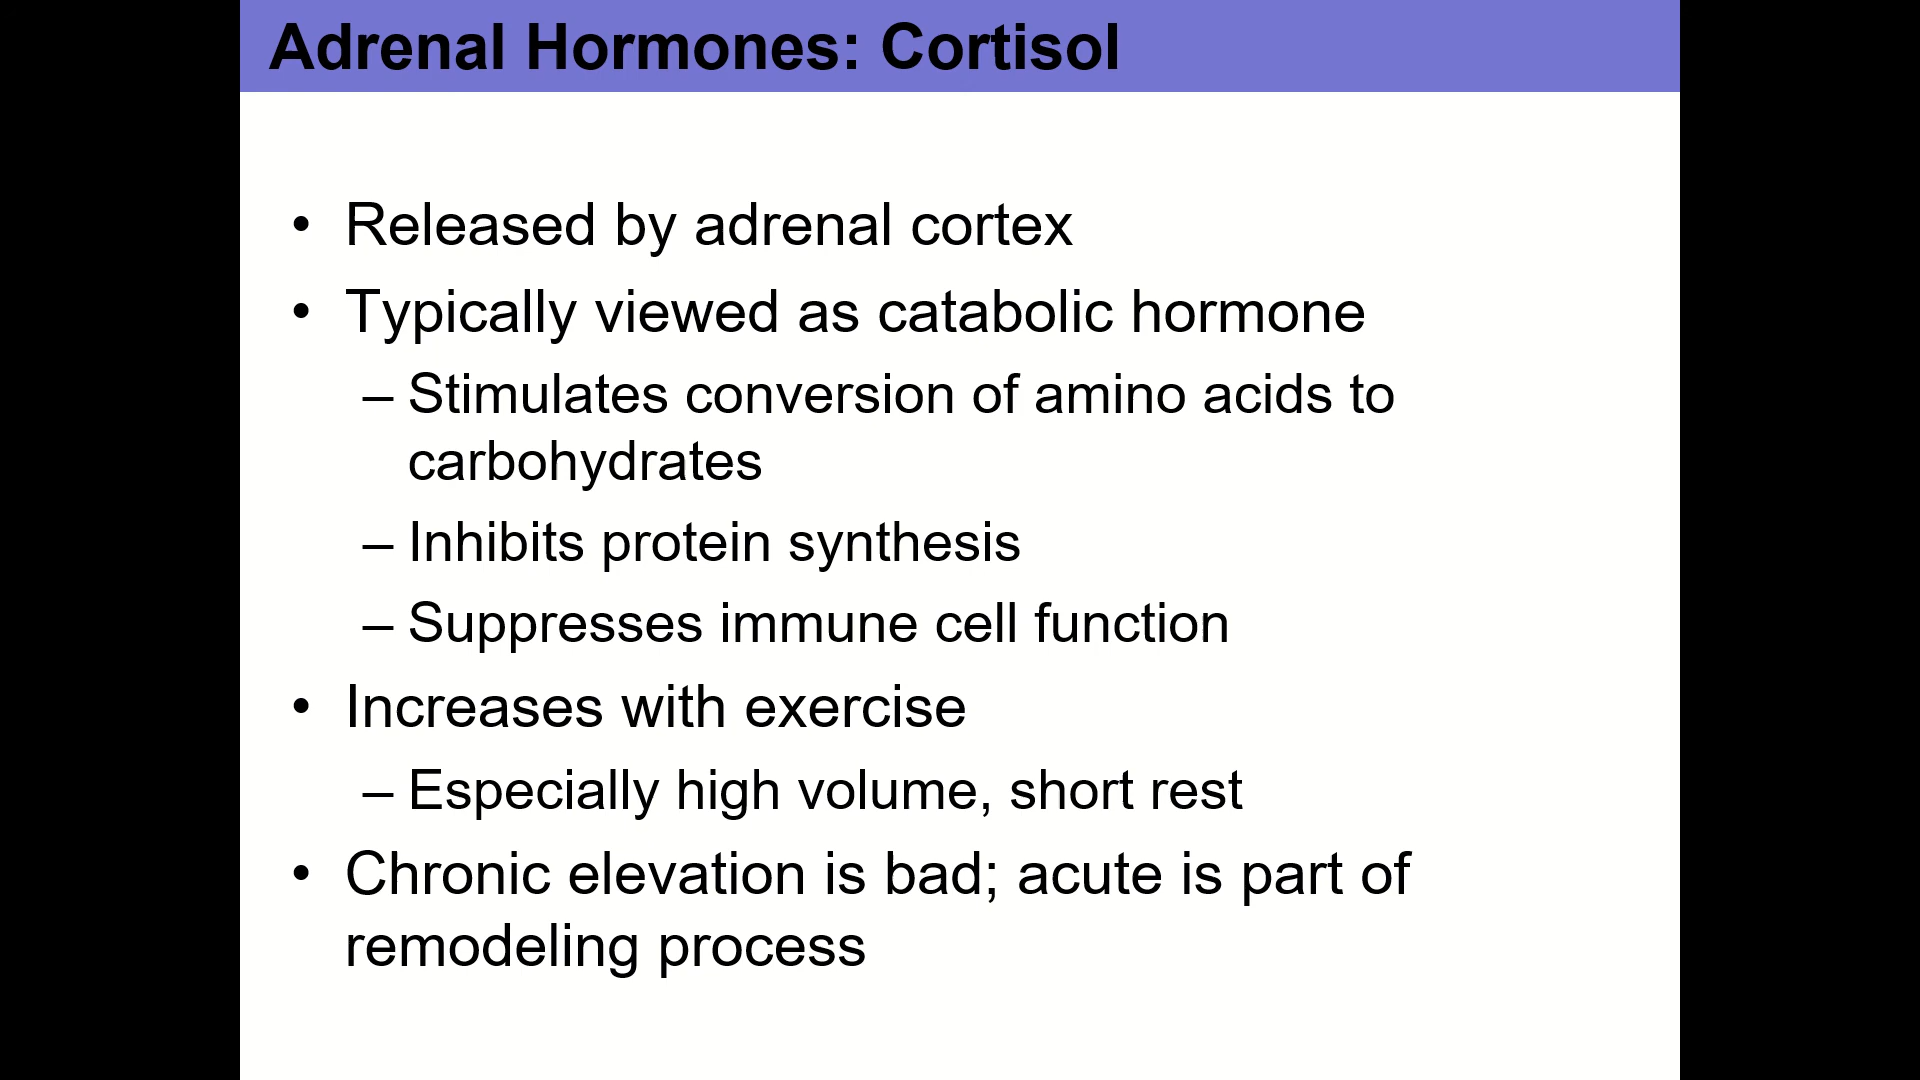 Adrenal Hormones: Cortisol
• Released by adrenal cortex
• Typically viewed as catabolic hormone
– Stimulates conversion of amino acids to
carbohydrates
– Inhibits protein synthesis
– Suppresses immune cell function
• Increases with exercise
– Especially high volume, short rest
• Chronic elevation is bad; acute is part of
remodeling process